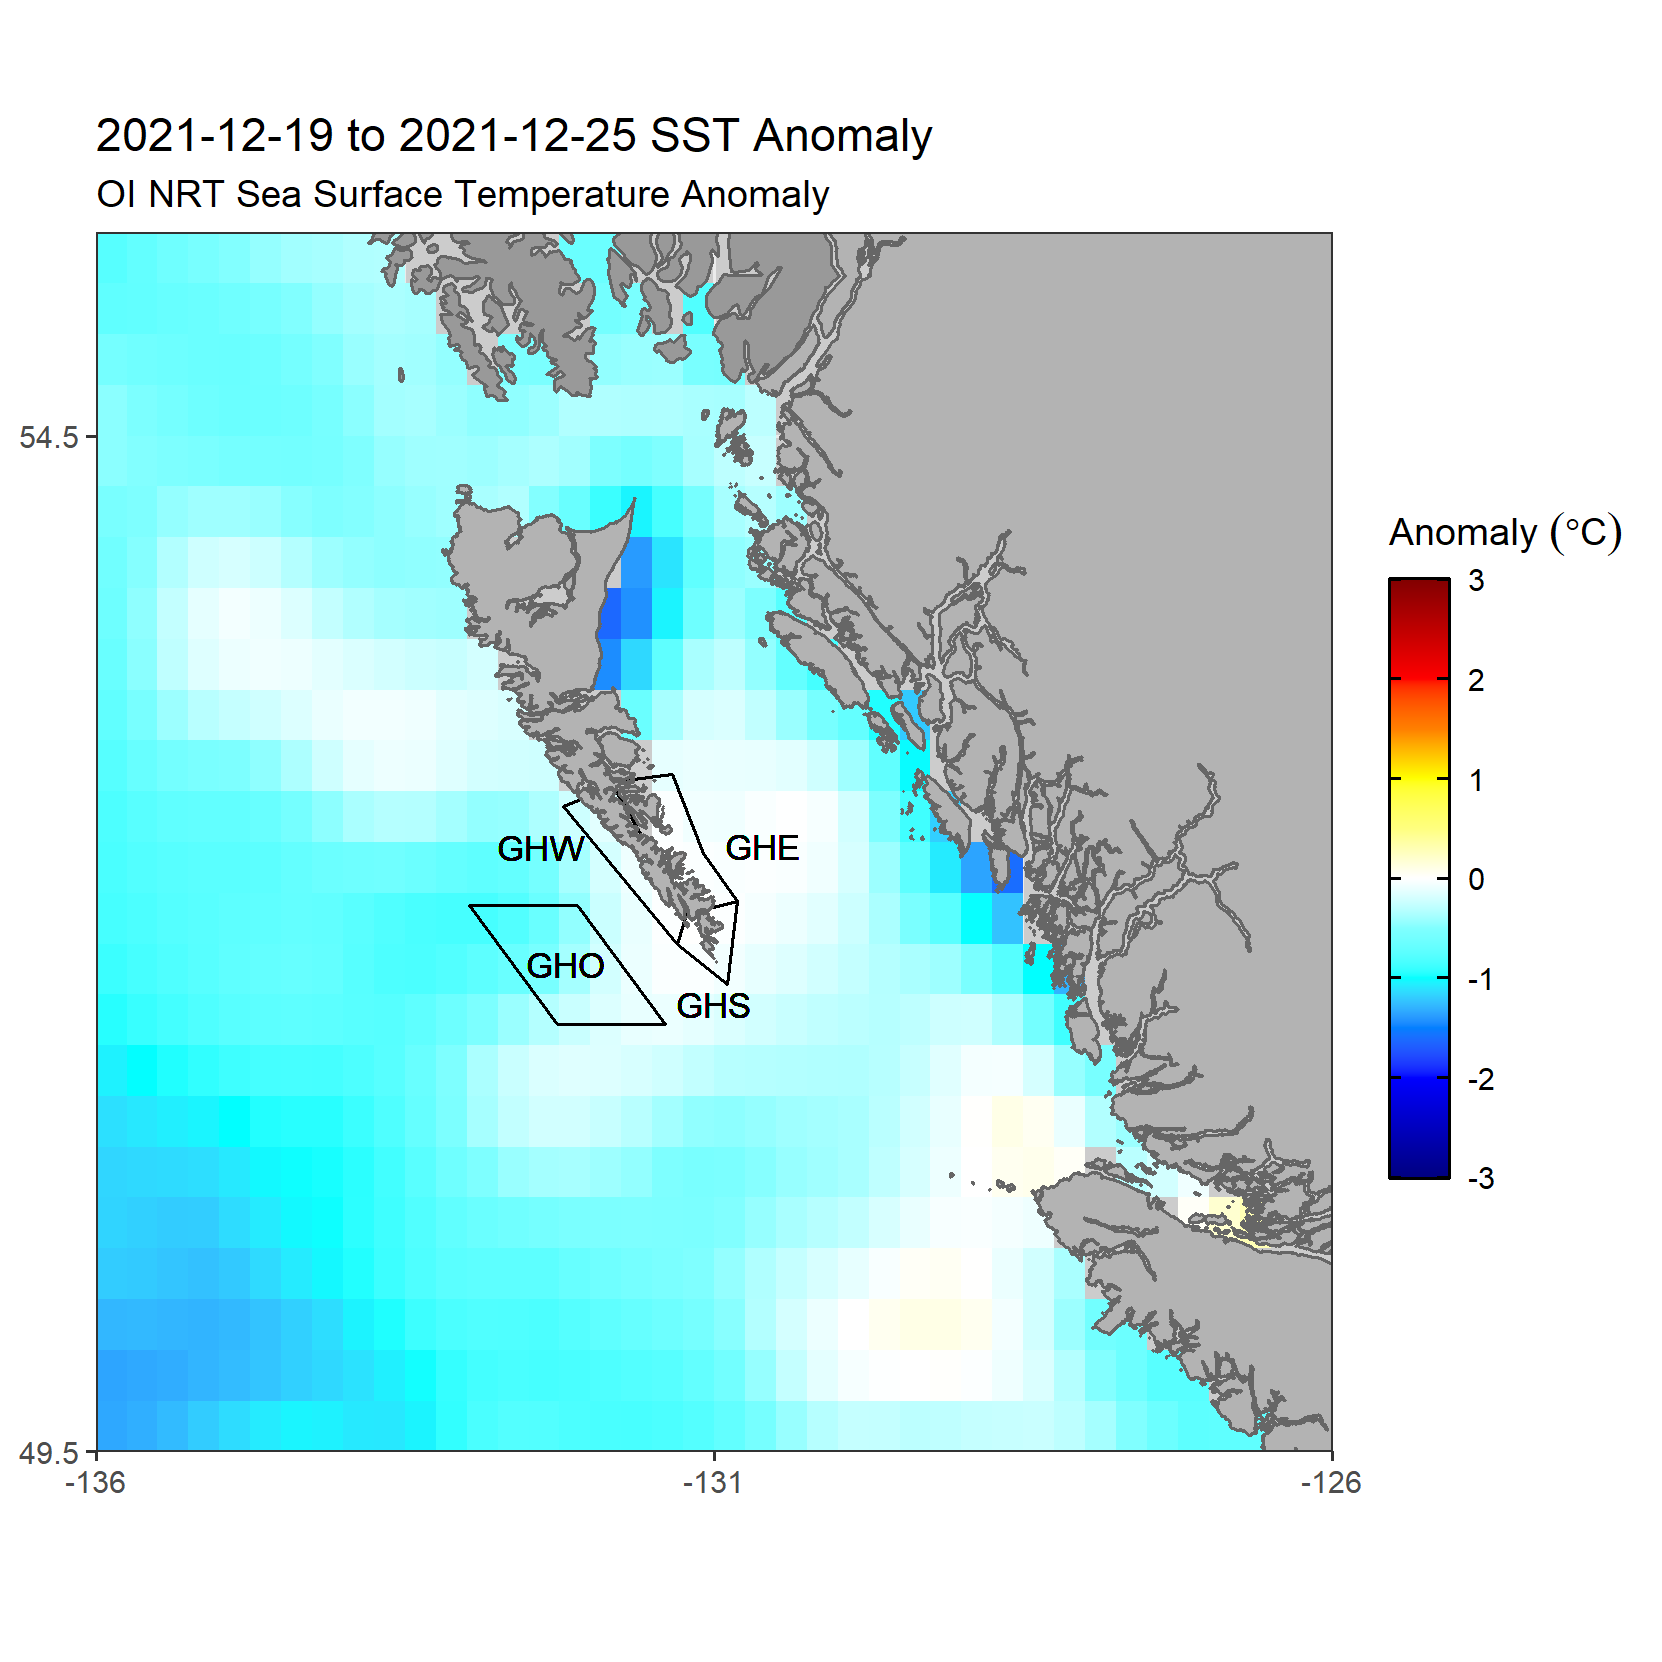 2021-12-19 to 2021-12-25 SST Anomaly
OI NRT Sea Surface Temperature Anomaly
54.5
49.5
-136
-131
-126
GHW
GHE
GHO
GHS
Anomaly (°C)
3
2
1
0
-1
-2
-3